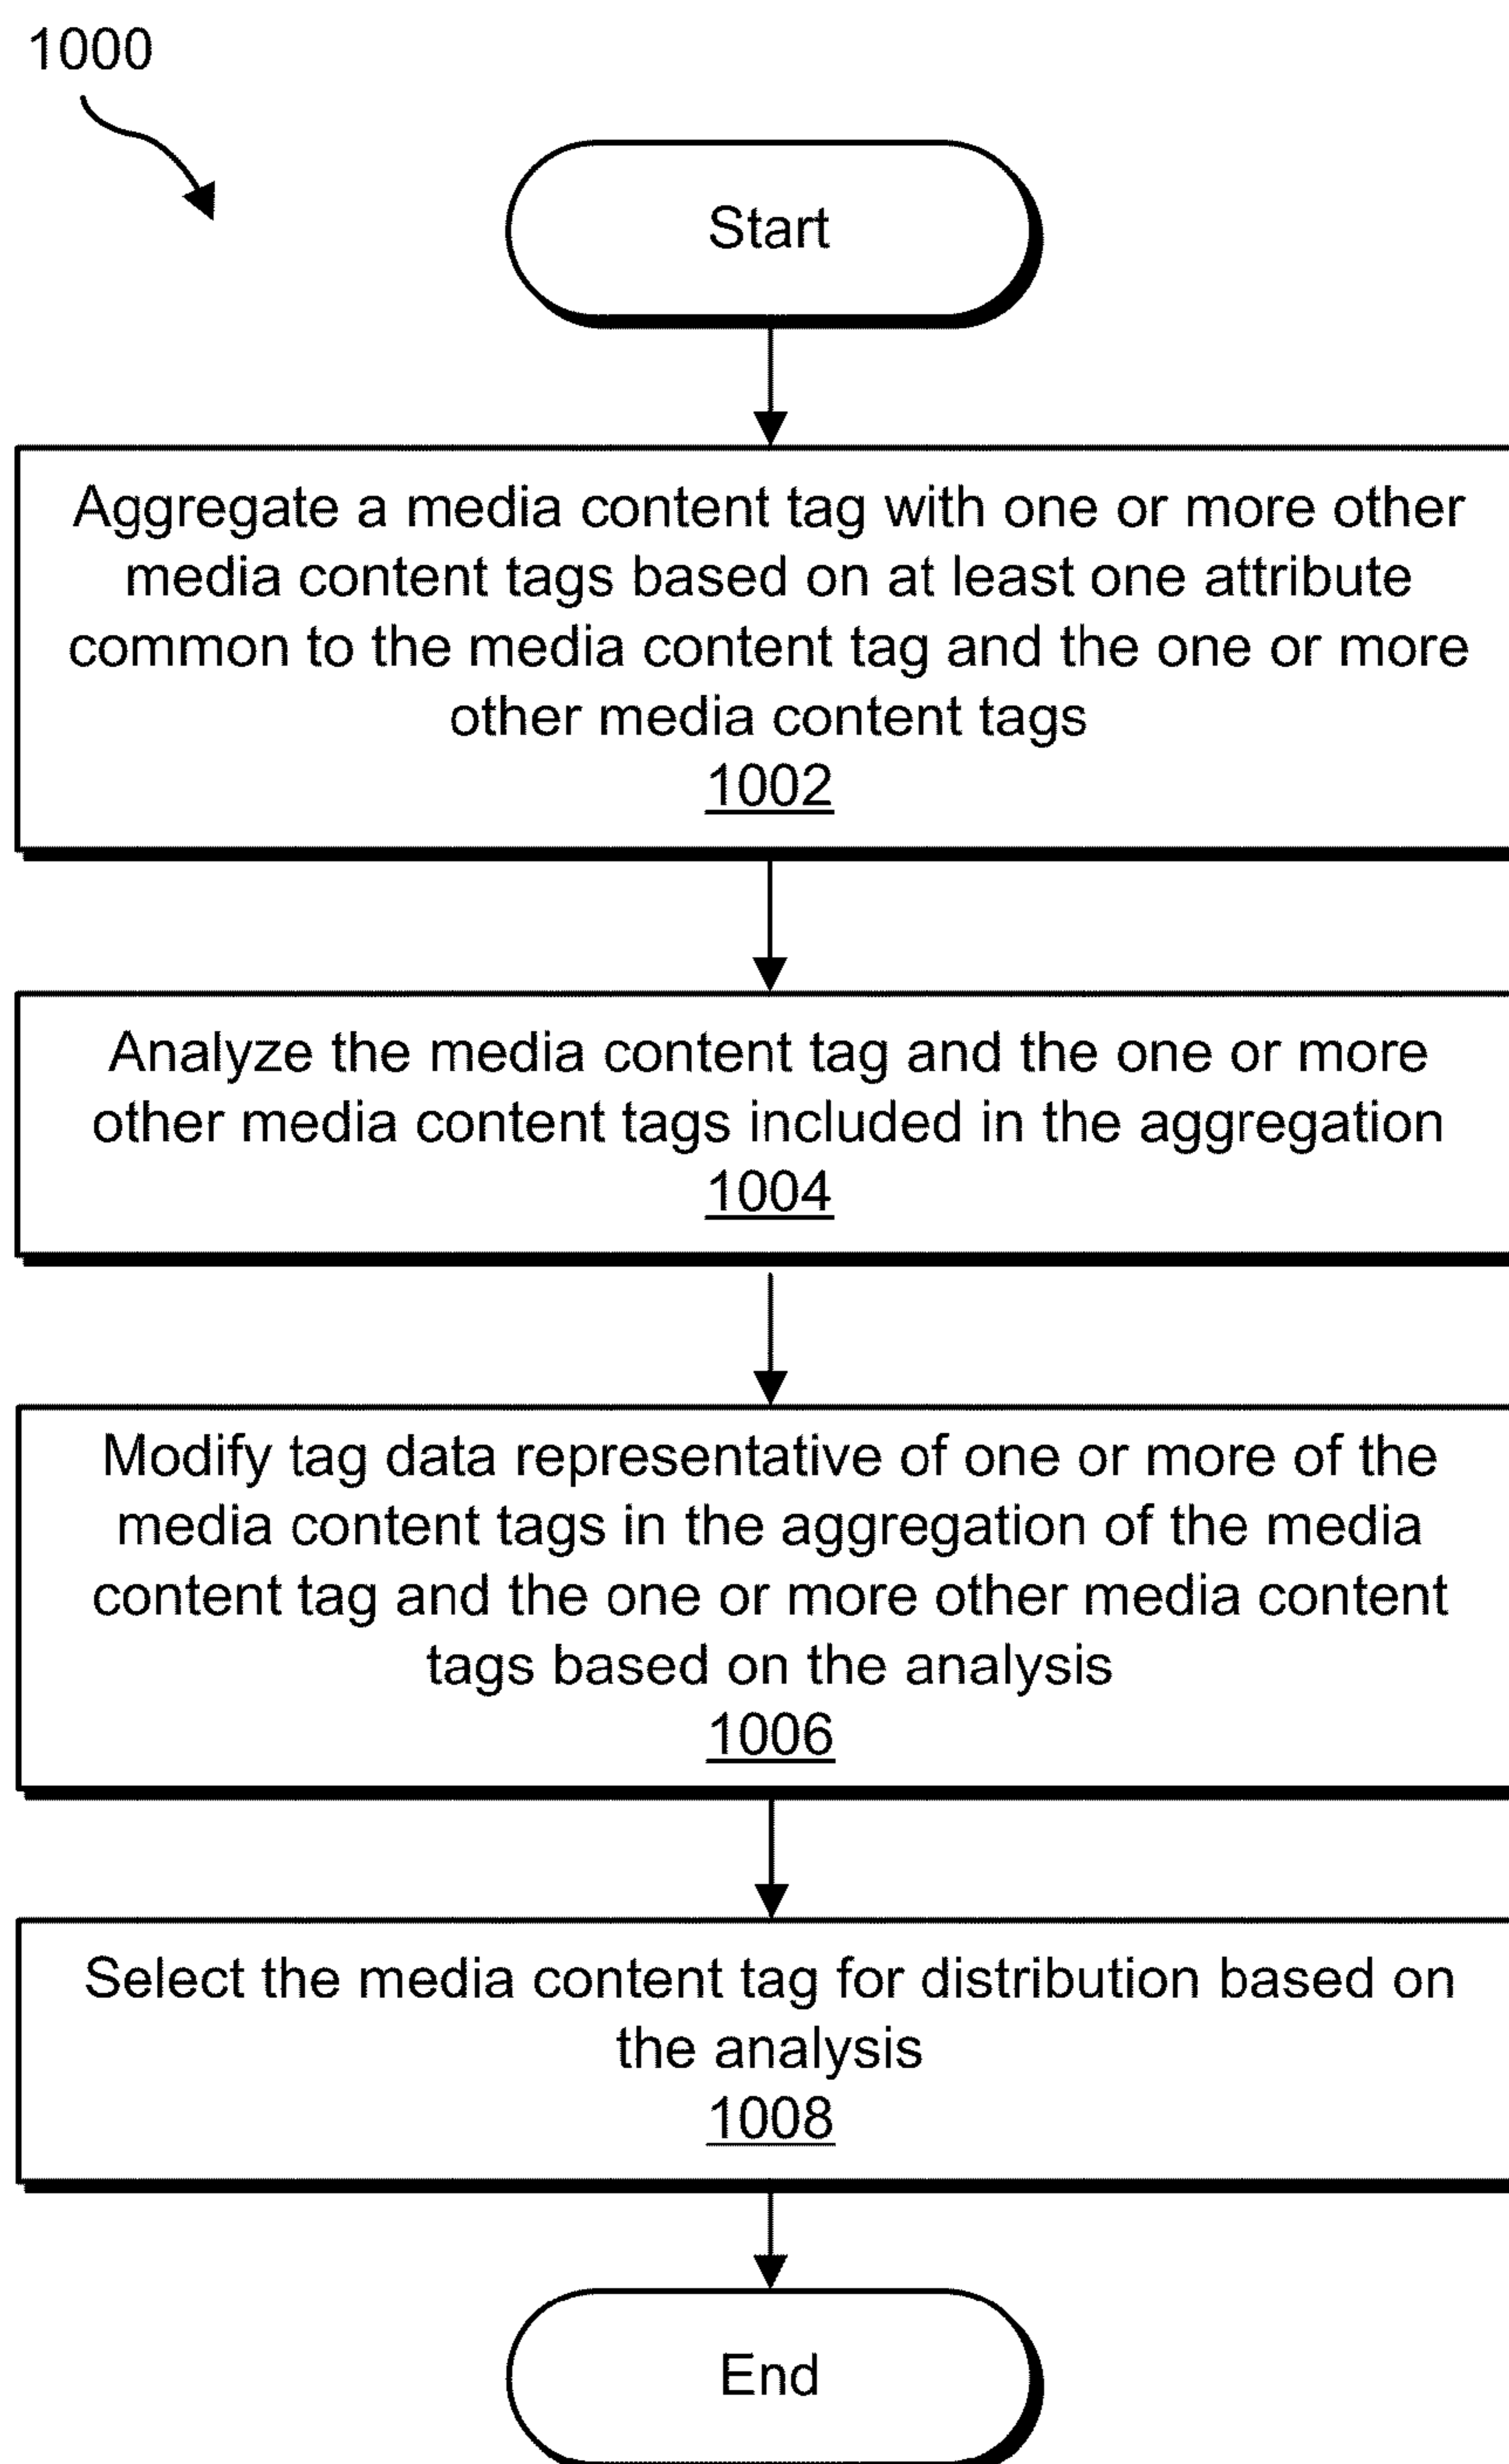 1000
Start
Aggregate a media content tag with one or more other
media content tags based on at least one attribute
common to the media content tag and the one or more
other media content tags
1002
Analyze the media content tag and the one or more
other media content tags included in the aggregation
1004
Modify tag data representative of one or more of the
media content tags in the aggregation of the media
content tag and the one or more other media content
tags based on the analysis
1006
Select the media content tag for distribution based on
the analysis
1008
End